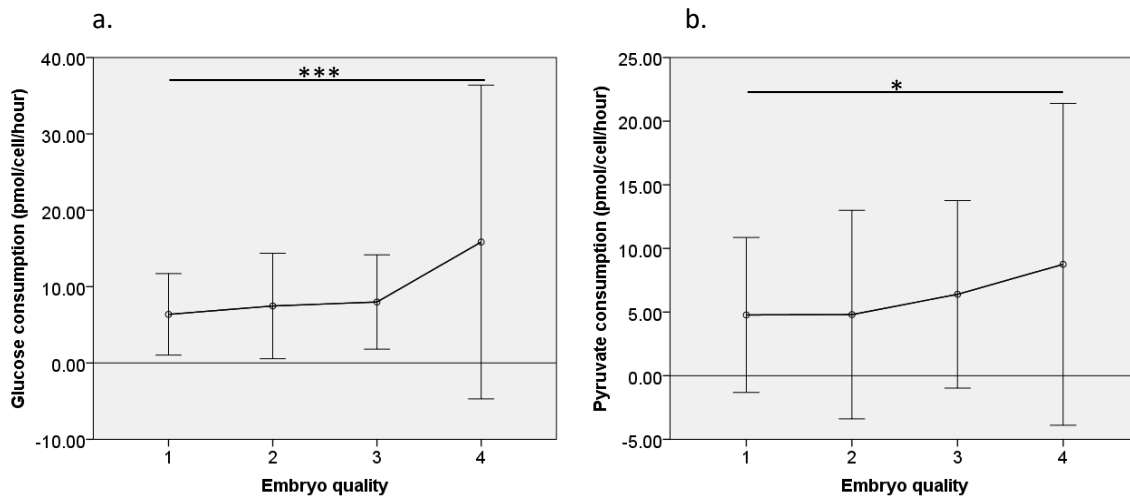 a.
40.00
30.00
20.00
10.00
0.00
-10.00
Glucose consumption (pmol/cell/hour)
***
1 2 3 4
Embryo quality
b.
25.00
20.00
15.00
10.00
5.00
0.00
-5.00
Pyruvate consumption (pmol/cell/hour)
*
1 2 3 4
Embryo quality